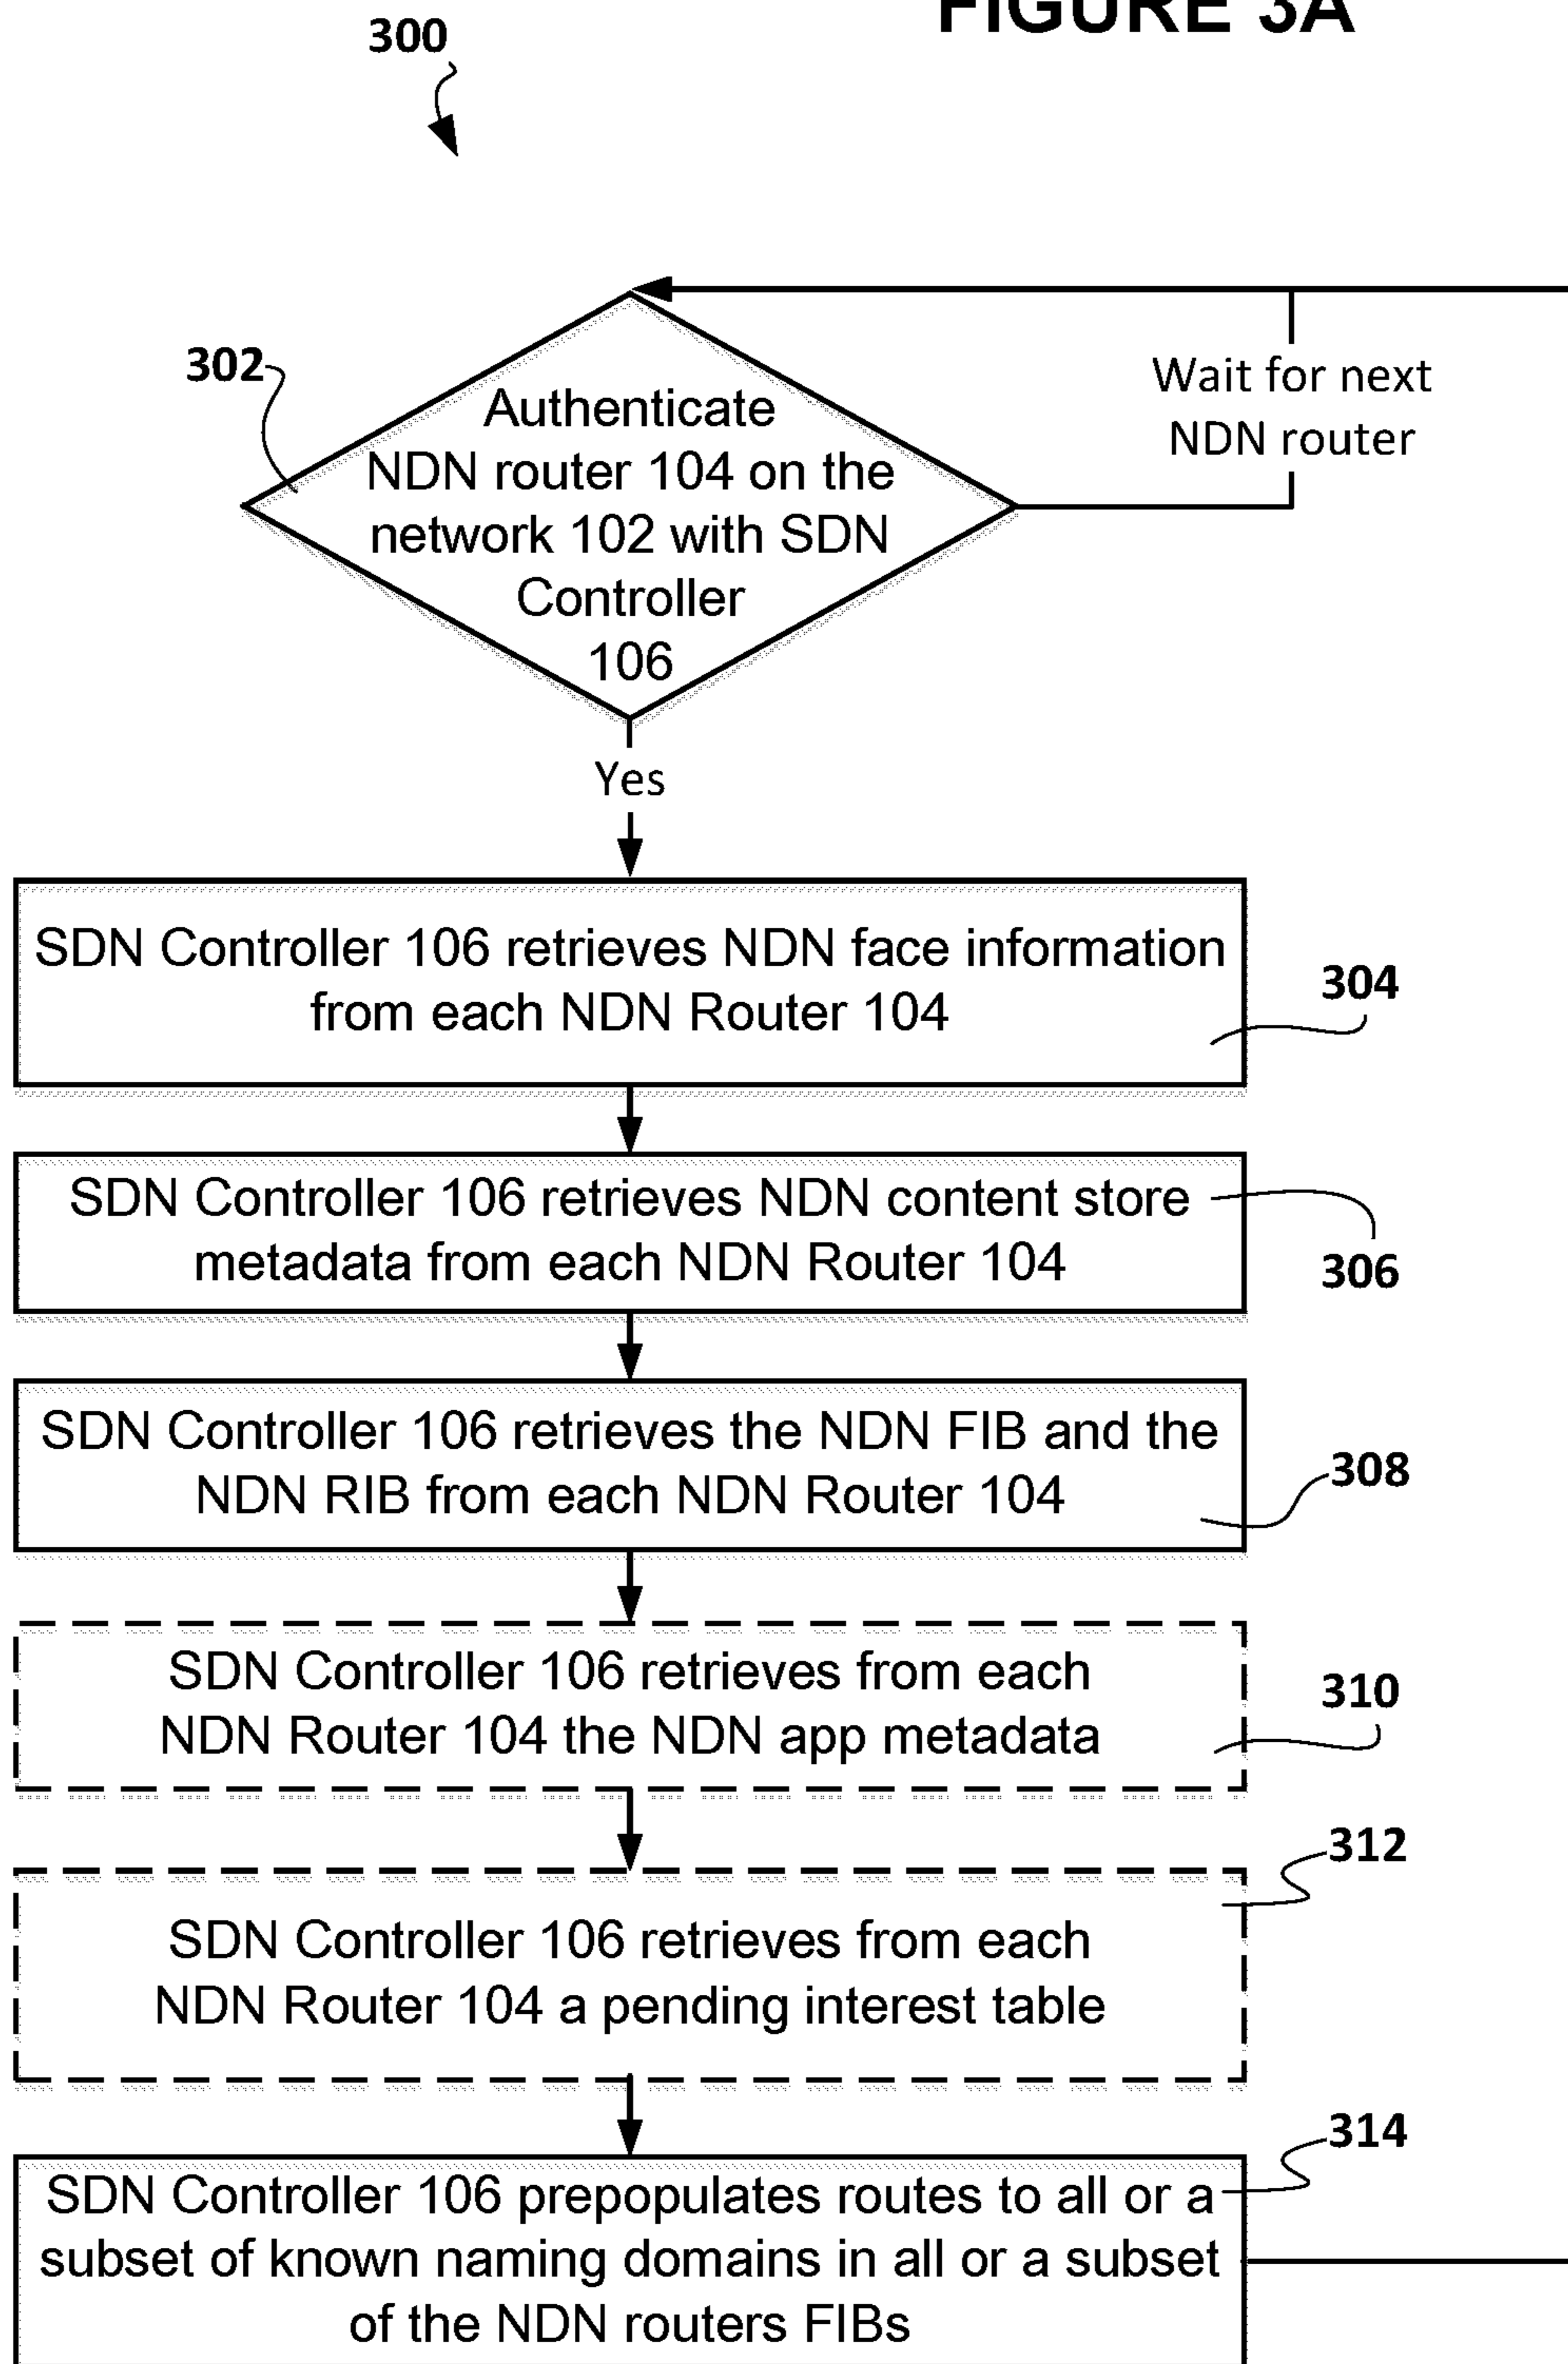 FIGURE 3A
300
302
Authenticate
NDN router 104 on the
network 102 with SDN
Controller
106
Wait for next
NDN router
Yes
SDN Controller 106 retrieves NDN face information
from each NDN Router 104
304
SDN Controller 106 retrieves NDN content store
metadata from each NDN Router 104
306
SDN Controller 106 retrieves the NDN FIB and the
NDN RIB from each NDN Router 104
308
SDN Controller 106 retrieves from each
NDN Router 104 the NDN app metadata
310
312
SDN Controller 106 retrieves from each
NDN Router 104 a pending interest table
314
SDN Controller 106 prepopulates routes to all or a
subset of known naming domains in all or a subset
of the NDN routers FIBs